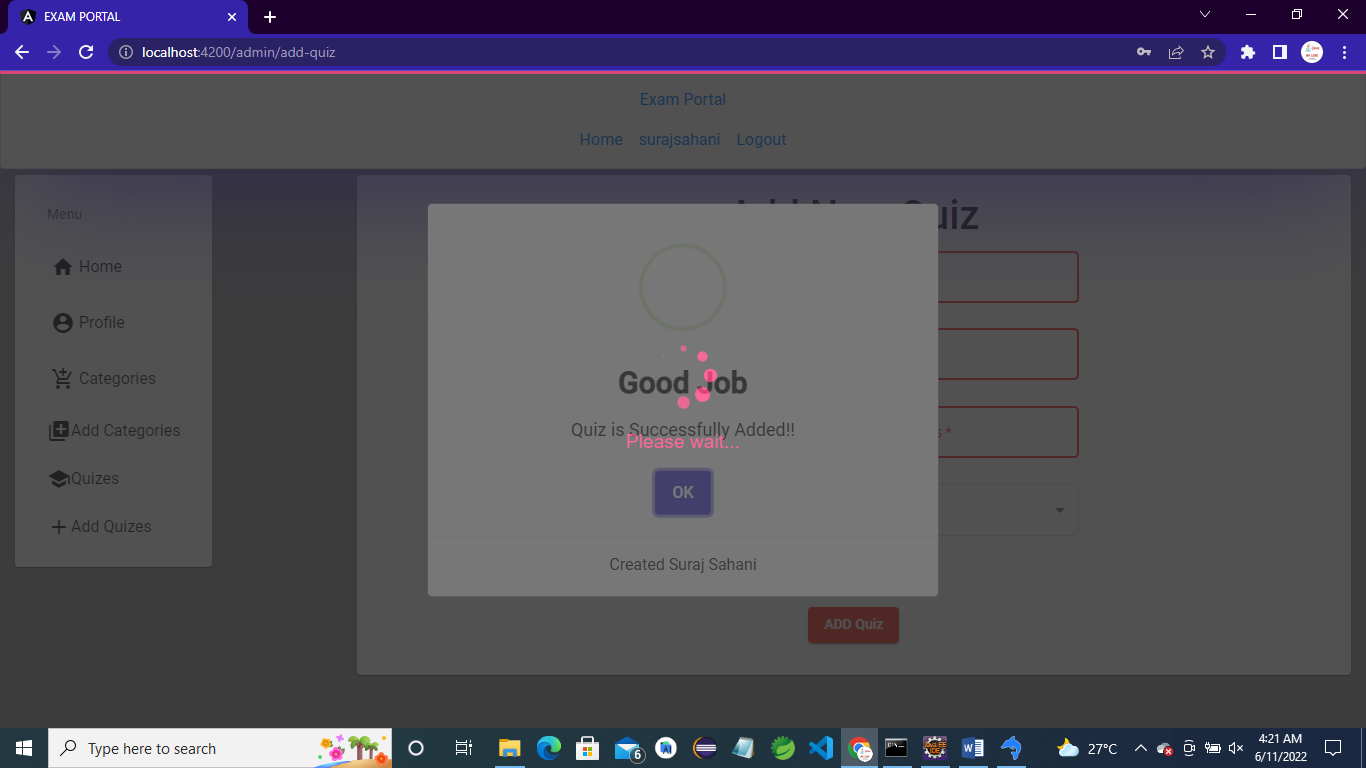 EXAM PORTAL
localhost:4200/admin/add-quiz
Exam Portal
Home surajsahani Logout
Menu
Home
Profile
Categories
Add Categories
Quizes
Add Quizes
Quiz
Good Job
Quiz is Successfully Added!!
Please wait...
OK
Created Suraj Sahani
ADD Quiz
Type here to search
6
27°C
4:21 AM
6/11/2022